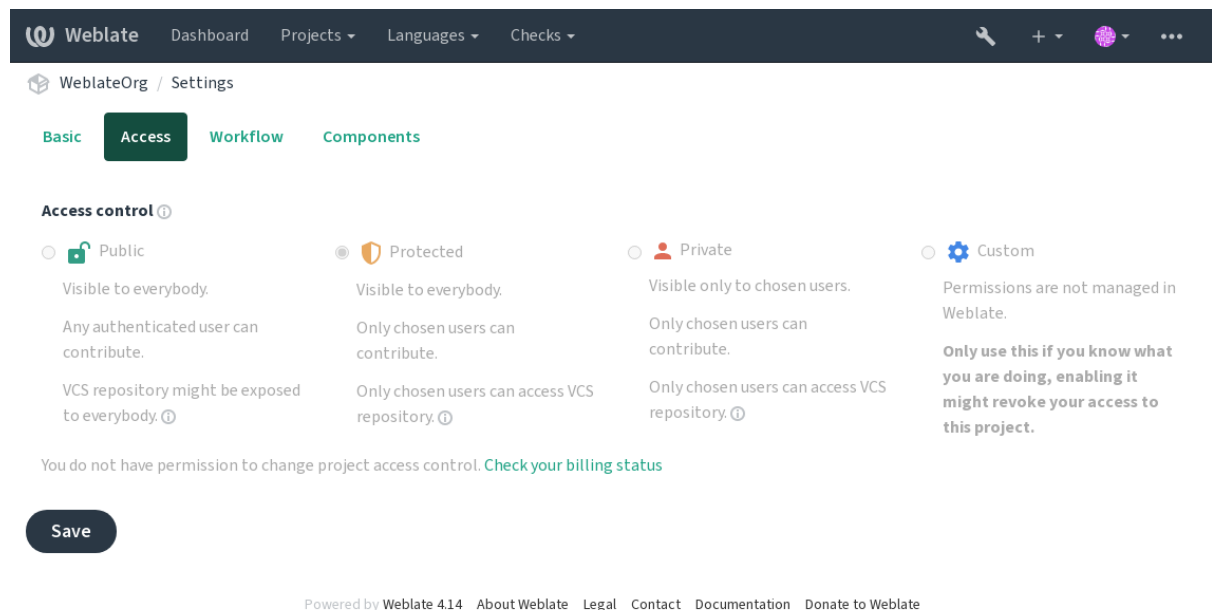 Weblate Dashboard Projects Languages Checks
WeblateOrg / Settings
Basic Access Workflow Components
Access control
Public
Visible to everybody.
Any authenticated user can
contribute.
VCS repository might be exposed
to everybody.
Protected
Visible to everybody.
Only chosen users can
contribute.
Only chosen users can access VCS
repository.
Private
Visible only to chosen users.
Only chosen users can
contribute.
Only chosen users can access VCS
repository.
Custom
Permissions are not managed in
Weblate.
Only use this if you know what
you are doing, enabling it
might revoke your access to
this project.
You do not have permission to change project access control. Check your billing status
Save
Powered by Weblate 4.14 About Weblate Legal Contact Documentation Donate to Weblate